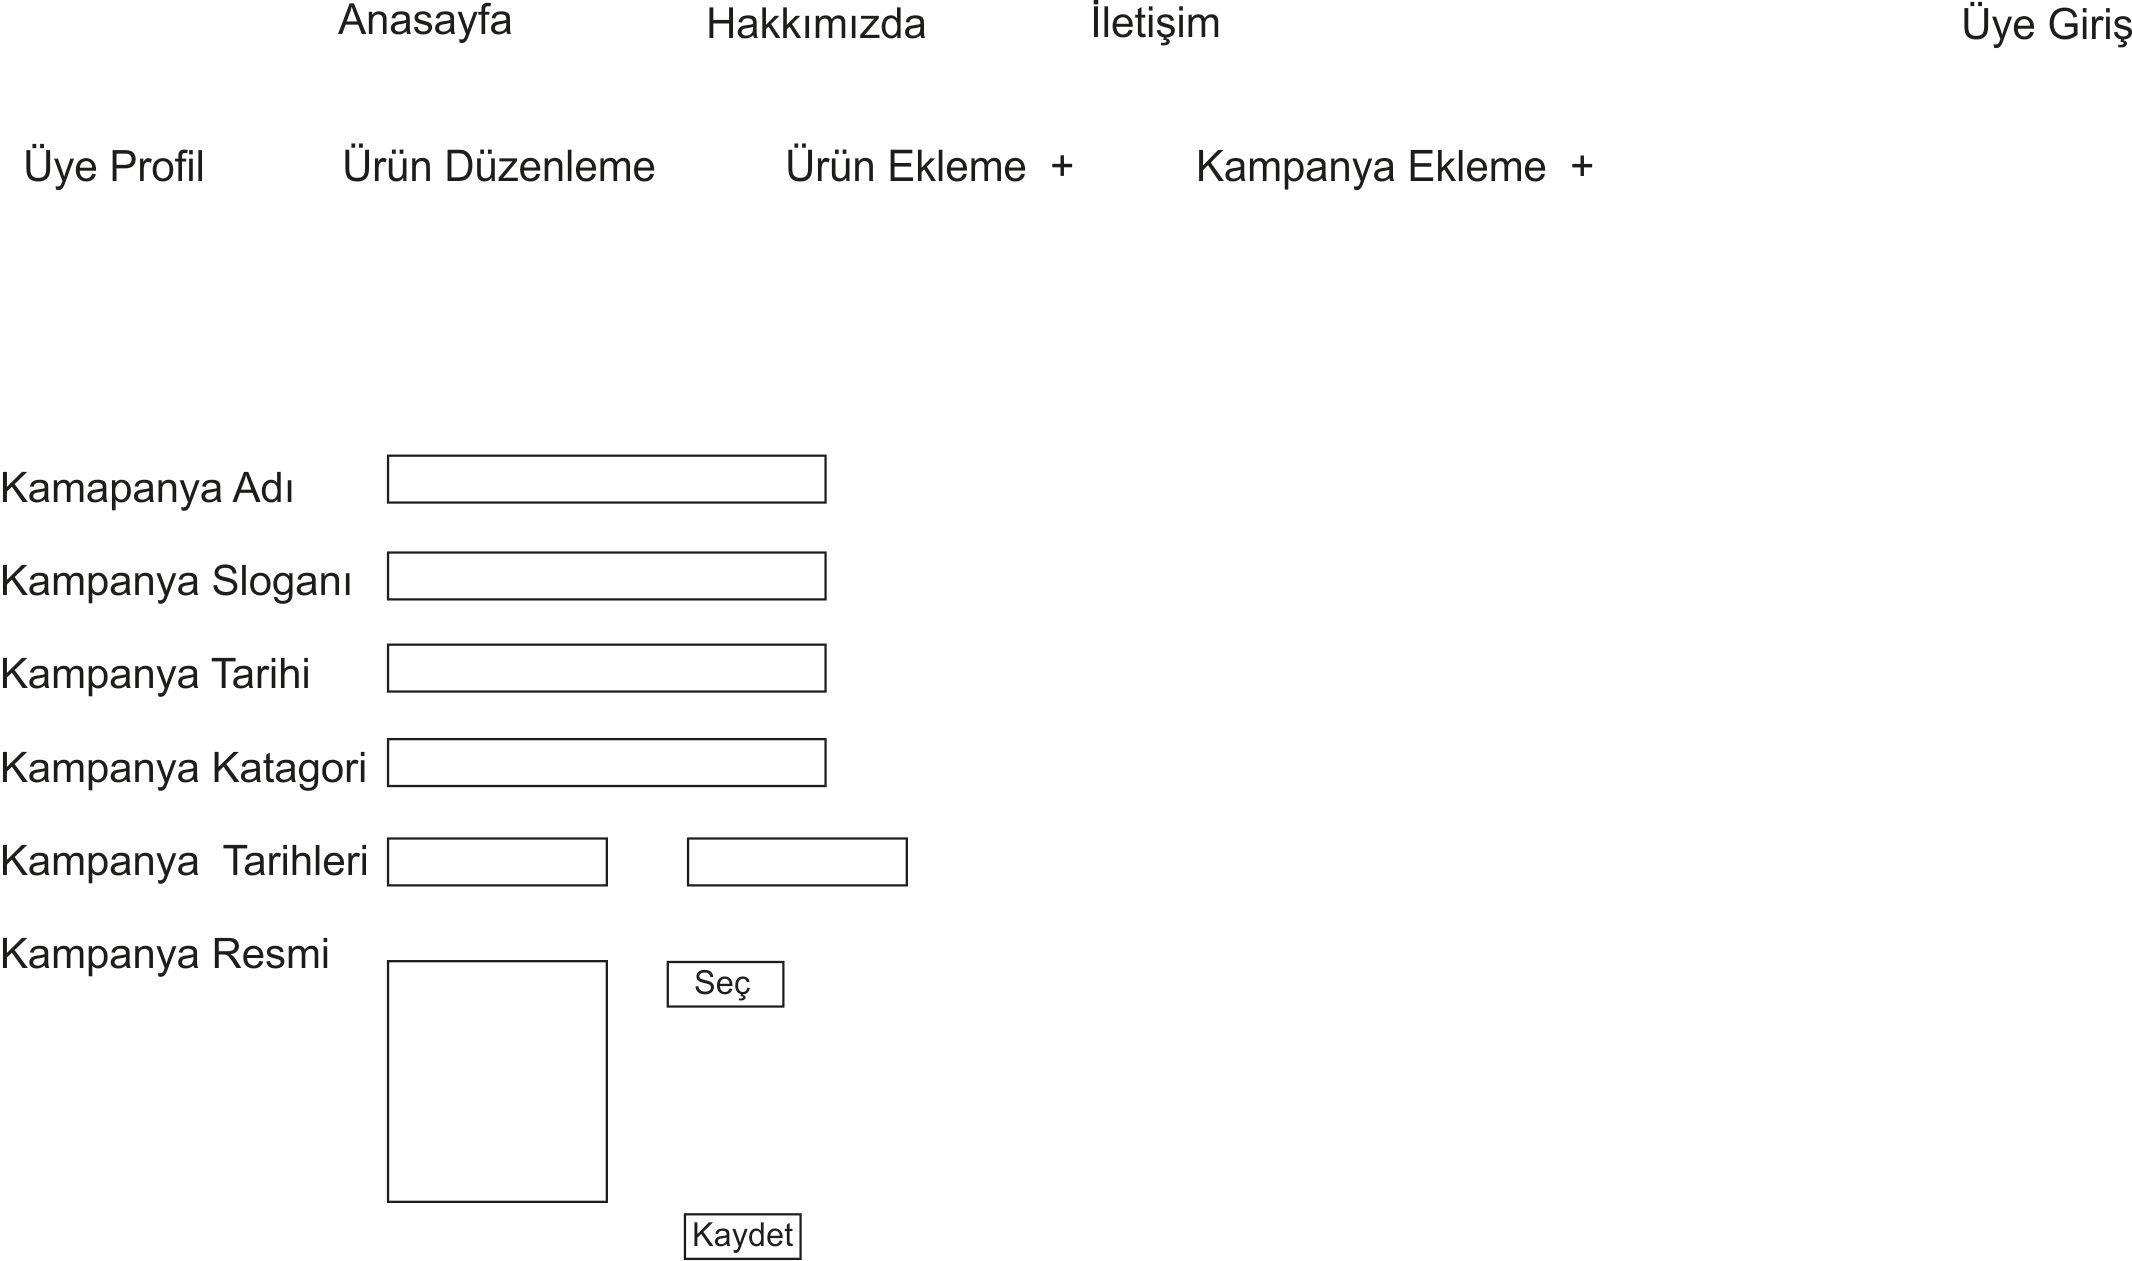 Anasayfa Hakkımızda İletişim Üye Giriş
Üye Profil Ürün Düzenleme Ürün Ekleme + Kampanya Ekleme +
Kamapanya Adı
Kampanya Sloganı
Kampanya Tarihi
Kampanya Katagori
Kampanya Tarihleri
Kampanya Resmi
Seç
Kaydet